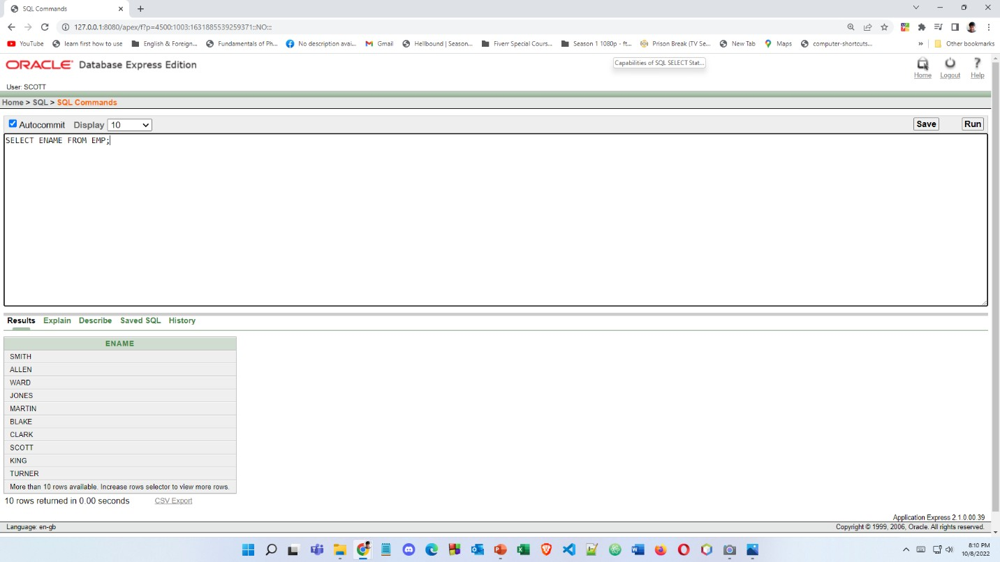 SQL Commands
127.0.0.1:8080/apex/f?p=4500:1003:1631885539259371::NO:::
YouTube learn first how to use English & Foreign... Fundamentals of Ph... No description avai... Gmail Hellbound | Season... Fiverr Special Cours... Season 1 1080p - ft... Prison Break (TV Se... New Tab Maps computer-shortcuts... » Other bookmarks
ORACLE Database Express Edition
Capabilities of SQL SELECT Stat...
Home Logout Help
User: SCOTT
Home > SQL > SQL Commands
Autocommit Display 10 Save Run
SELECT ENAME FROM EMP;
Results Explain Describe Saved SQL History
ENAME
SMITH
ALLEN
WARD
JONES
MARTIN
BLAKE
CLARK
SCOTT
KING
TURNER
More than 10 rows available. Increase rows selector to view more rows.
10 rows returned in 0.00 seconds CSV Export
Application Express 2.1.0.00.39
Language: en-gb Copyright © 1999, 2006, Oracle. All rights reserved.
8:10 PM
10/8/2022